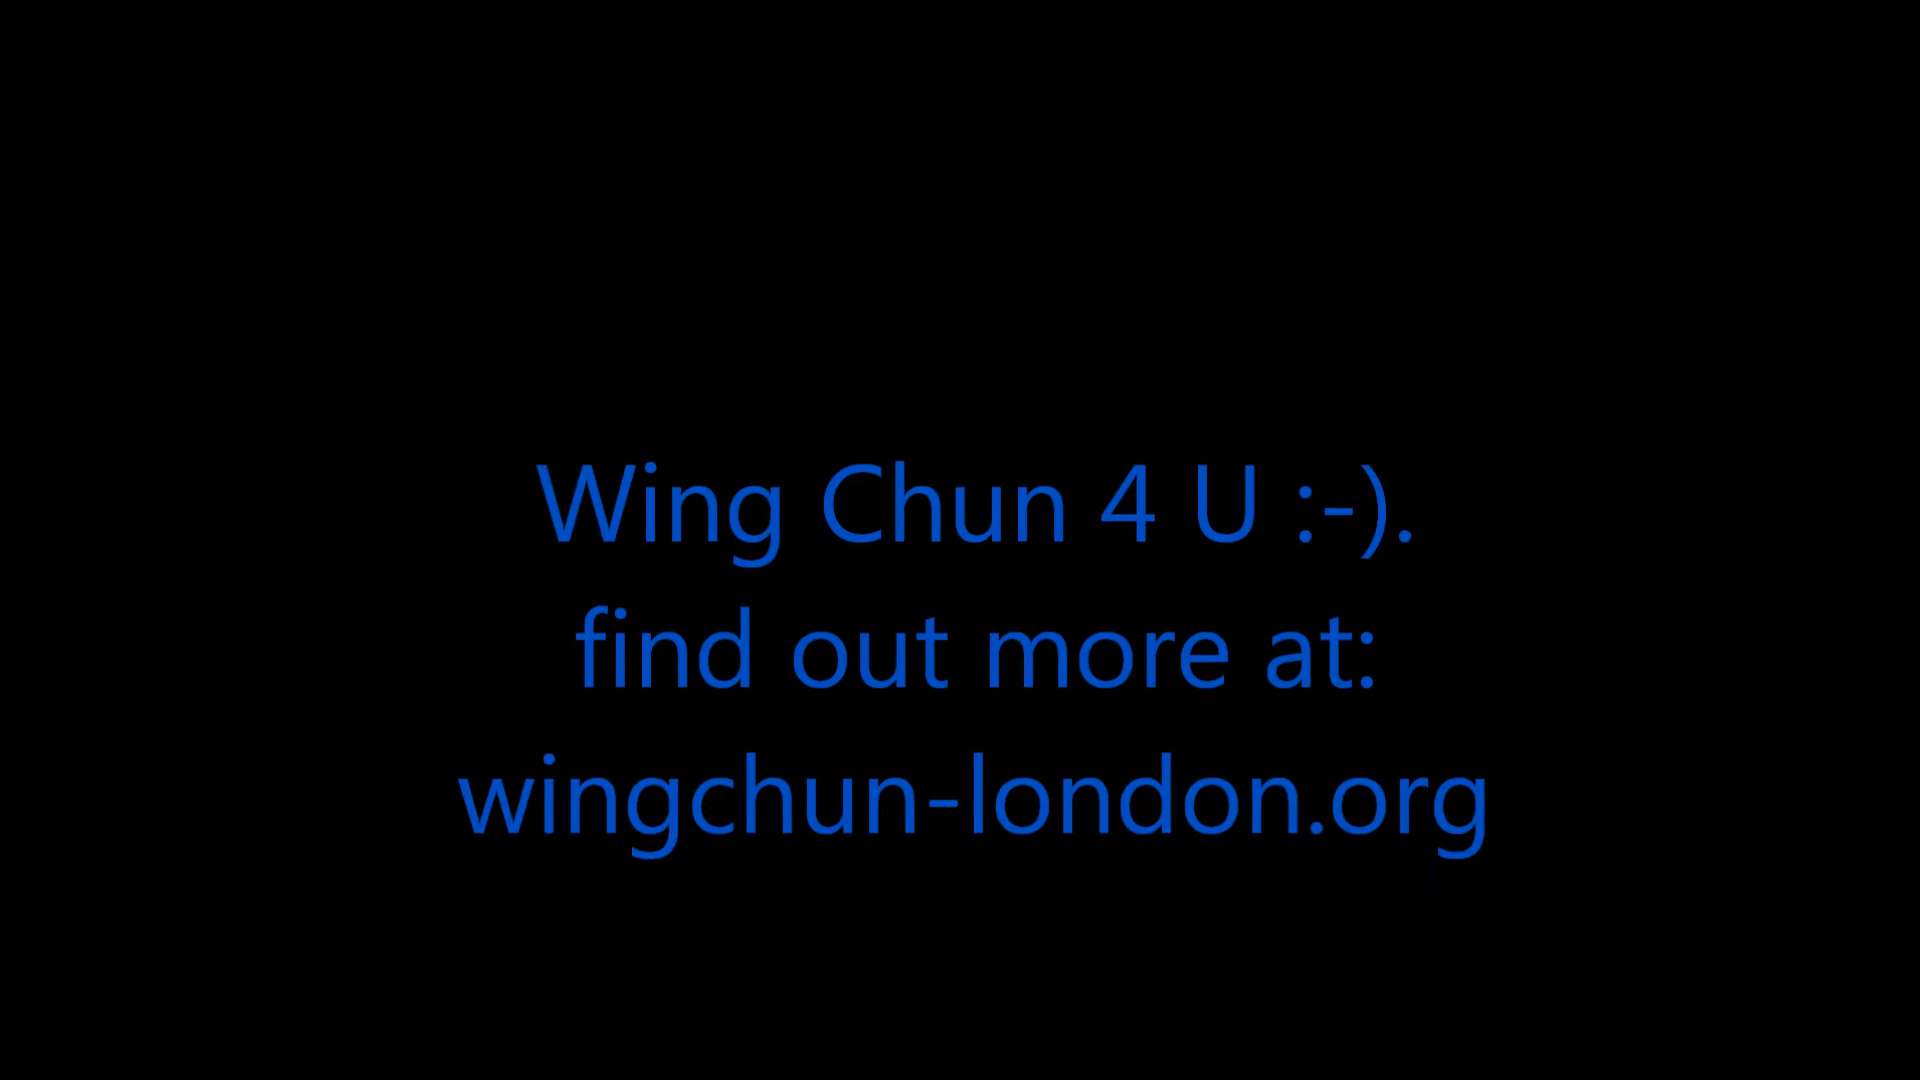 Wing Chun 4 U :-).
find out more at:
wingchun-london.org